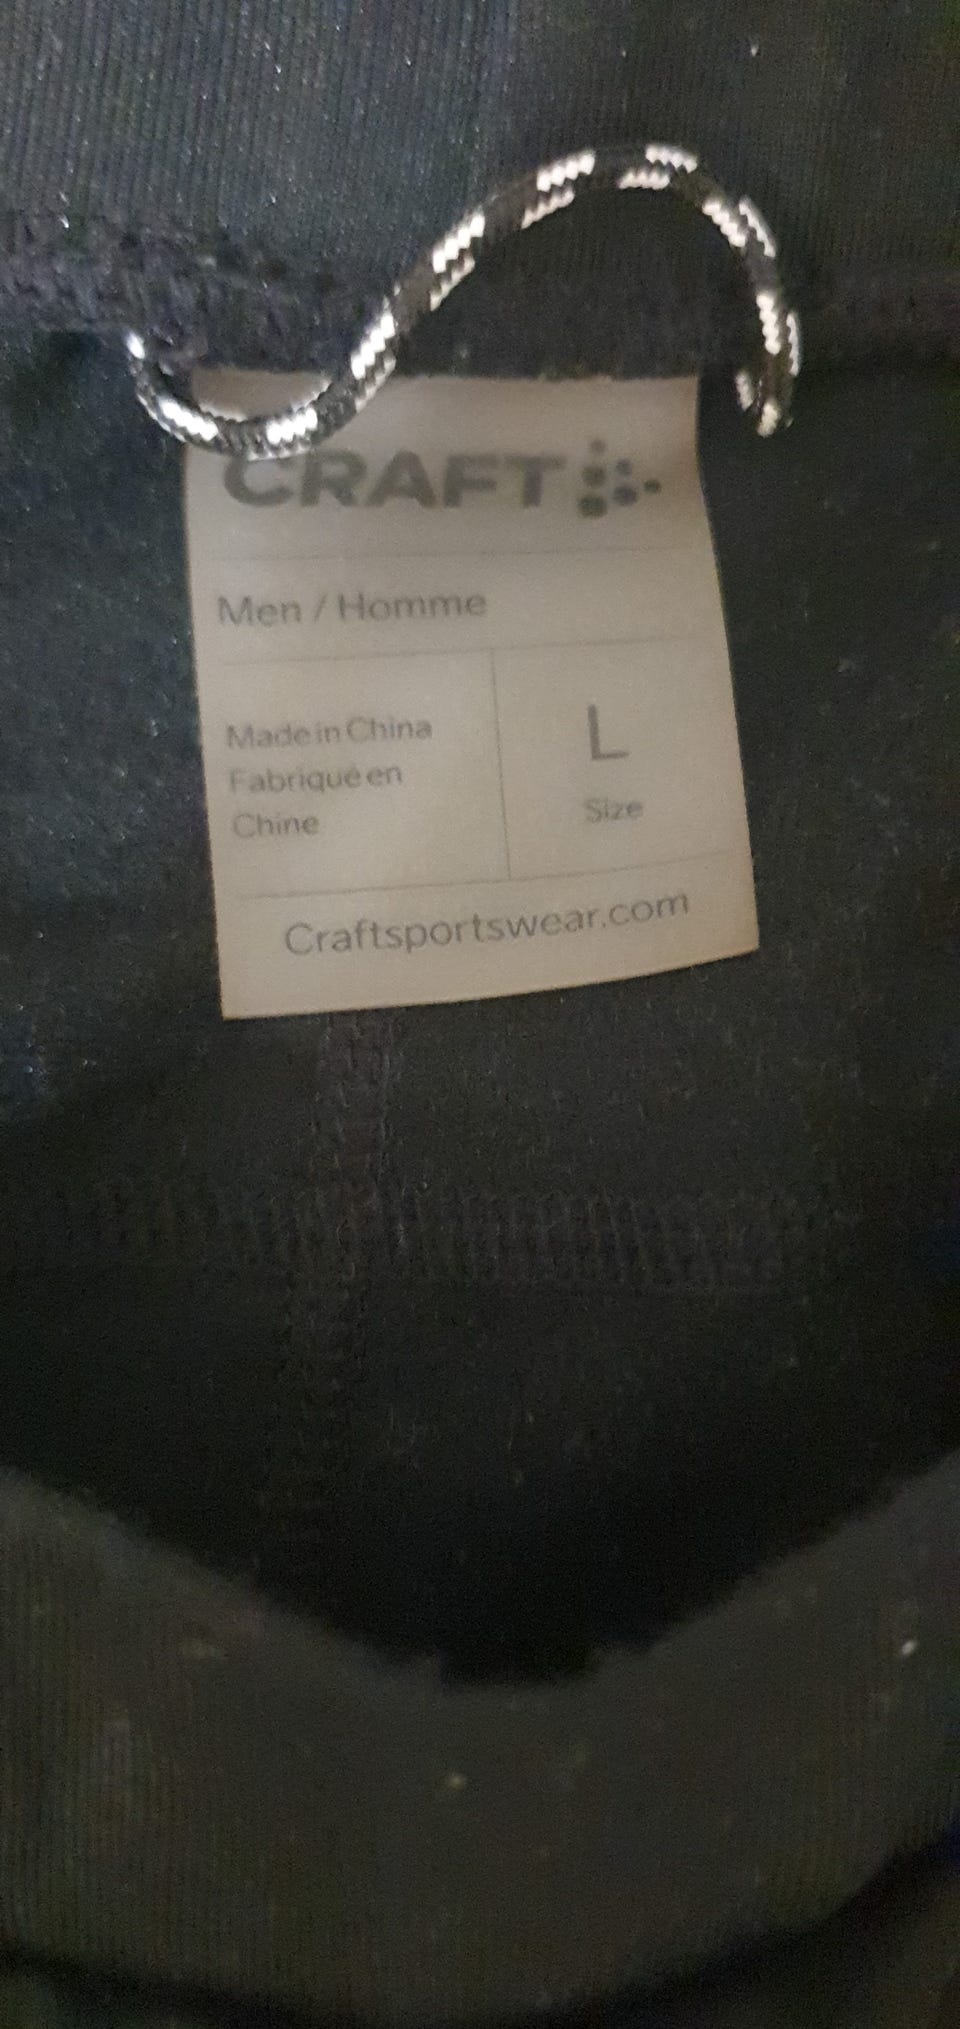 CRAFT
Men / Homme
Made in China
Fabriqué en
Chine
L
Size
Craftsportswear.com